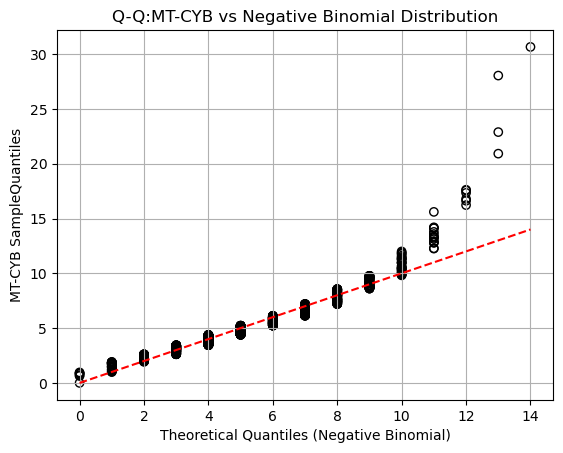 Q-Q:MT-CYB vs Negative Binomial Distribution
MT-CYB SampleQuantiles
30
25
20
15
10
5
0
0 2 4 6 8 10 12 14
Theoretical Quantiles (Negative Binomial)